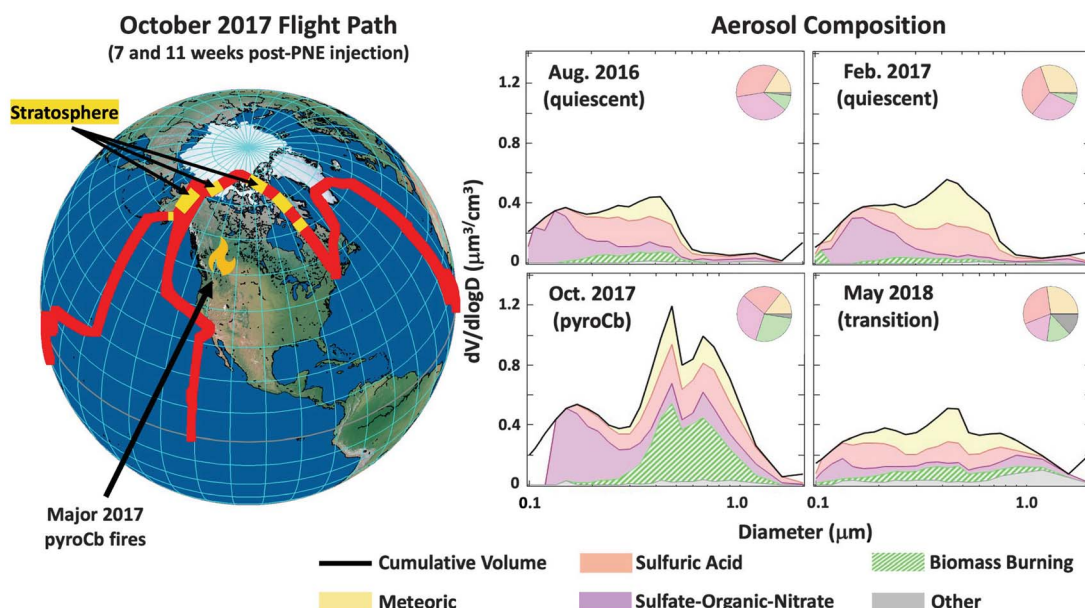 October 2017 Flight Path
(7 and 11 weeks post-PNE injection)
Stratosphere
Major 2017
pyroCb fires
Aerosol Composition
Aug. 2016
(quiescent)
Feb. 2017
(quiescent)
Oct. 2017
(pyroCb)
May 2018
(transition)
1.2
0.8
0.4
0
1.2
0.8
0.4
0
dV/dlogD (μm³/cm³)
0.1
1.0
0.1
1.0
Diameter (μm)
Cumulative Volume
Sulfuric Acid
Biomass Burning
Meteoric
Sulfate-Organic-Nitrate
Other